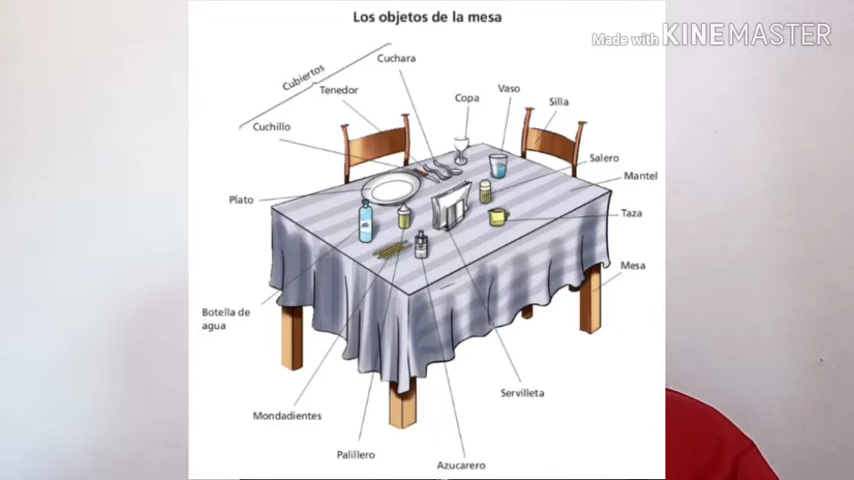 Los objetos de la mesa
Made with KINEMASTER
Cuchara
Cubiertos
Tenedor
Vaso
Copa
Silla
Cuchillo
Salero
Mantel
Plato
Taza
Mesa
Botella de
agua
Servilleta
Mondadientes
Palillero
Azucarero